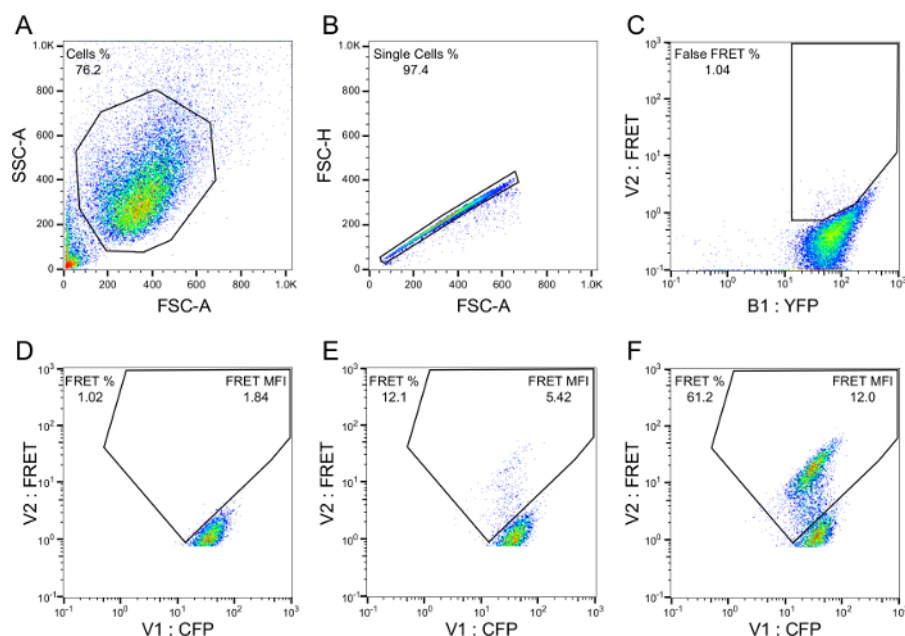 A
Cells %
76.2
1.0K
800
600
400
200
0
SSC-A
0 200 400 600 800 1.0K
FSC-A
B
Single Cells %
97.4
1.0K
800
600
400
200
0
FSC-H
0 200 400 600 800 1.0K
FSC-A
C
False FRET %
1.04
10³
10²
10¹
10⁰
10⁻¹
V2 : FRET
10⁻¹ 10⁰ 10¹ 10² 10³
B1 : YFP
D
FRET % FRET MFI
1.02 1.84
10³
10²
10¹
10⁰
10⁻¹
V2 : FRET
10⁻¹ 10⁰ 10¹ 10² 10³
V1 : CFP
E
FRET % FRET MFI
12.1 5.42
10³
10²
10¹
10⁰
10⁻¹
V2 : FRET
10⁻¹ 10⁰ 10¹ 10² 10³
V1 : CFP
F
FRET % FRET MFI
61.2 12.0
10³
10²
10¹
10⁰
10⁻¹
V2 : FRET
10⁻¹ 10⁰ 10¹ 10² 10³
V1 : CFP